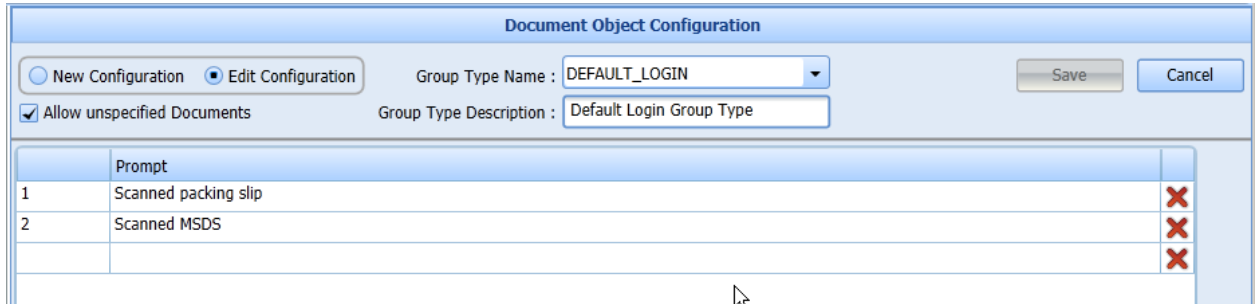 Document Object Configuration
New Configuration Edit Configuration Group Type Name : DEFAULT_LOGIN Save Cancel
Allow unspecified Documents Group Type Description : Default Login Group Type
Prompt
1 Scanned packing slip
2 Scanned MSDS